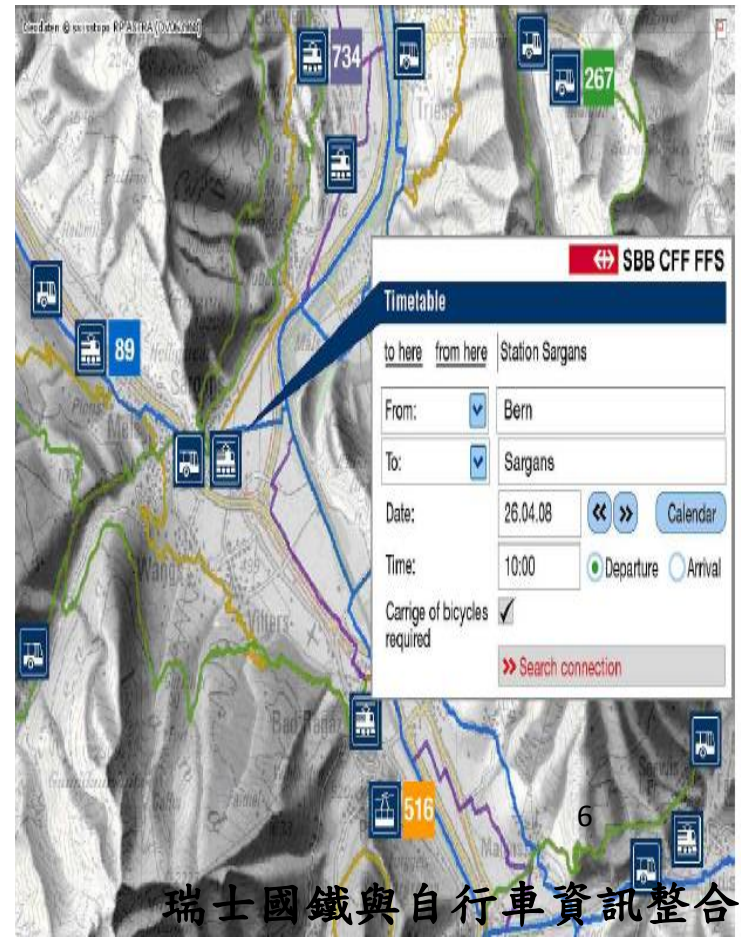 734
267
SBB CFF FFS
Timetable
to here from here Station Sargans
From: Bern
To: Sargans
89
Date: 26.04.08 Calendar
Time: 10:00 Departure Arrival
Carrige of bicycles
required
>> Search connection
Wangs
Vilters
516
6
瑞士國鐵與自行車資訊整合